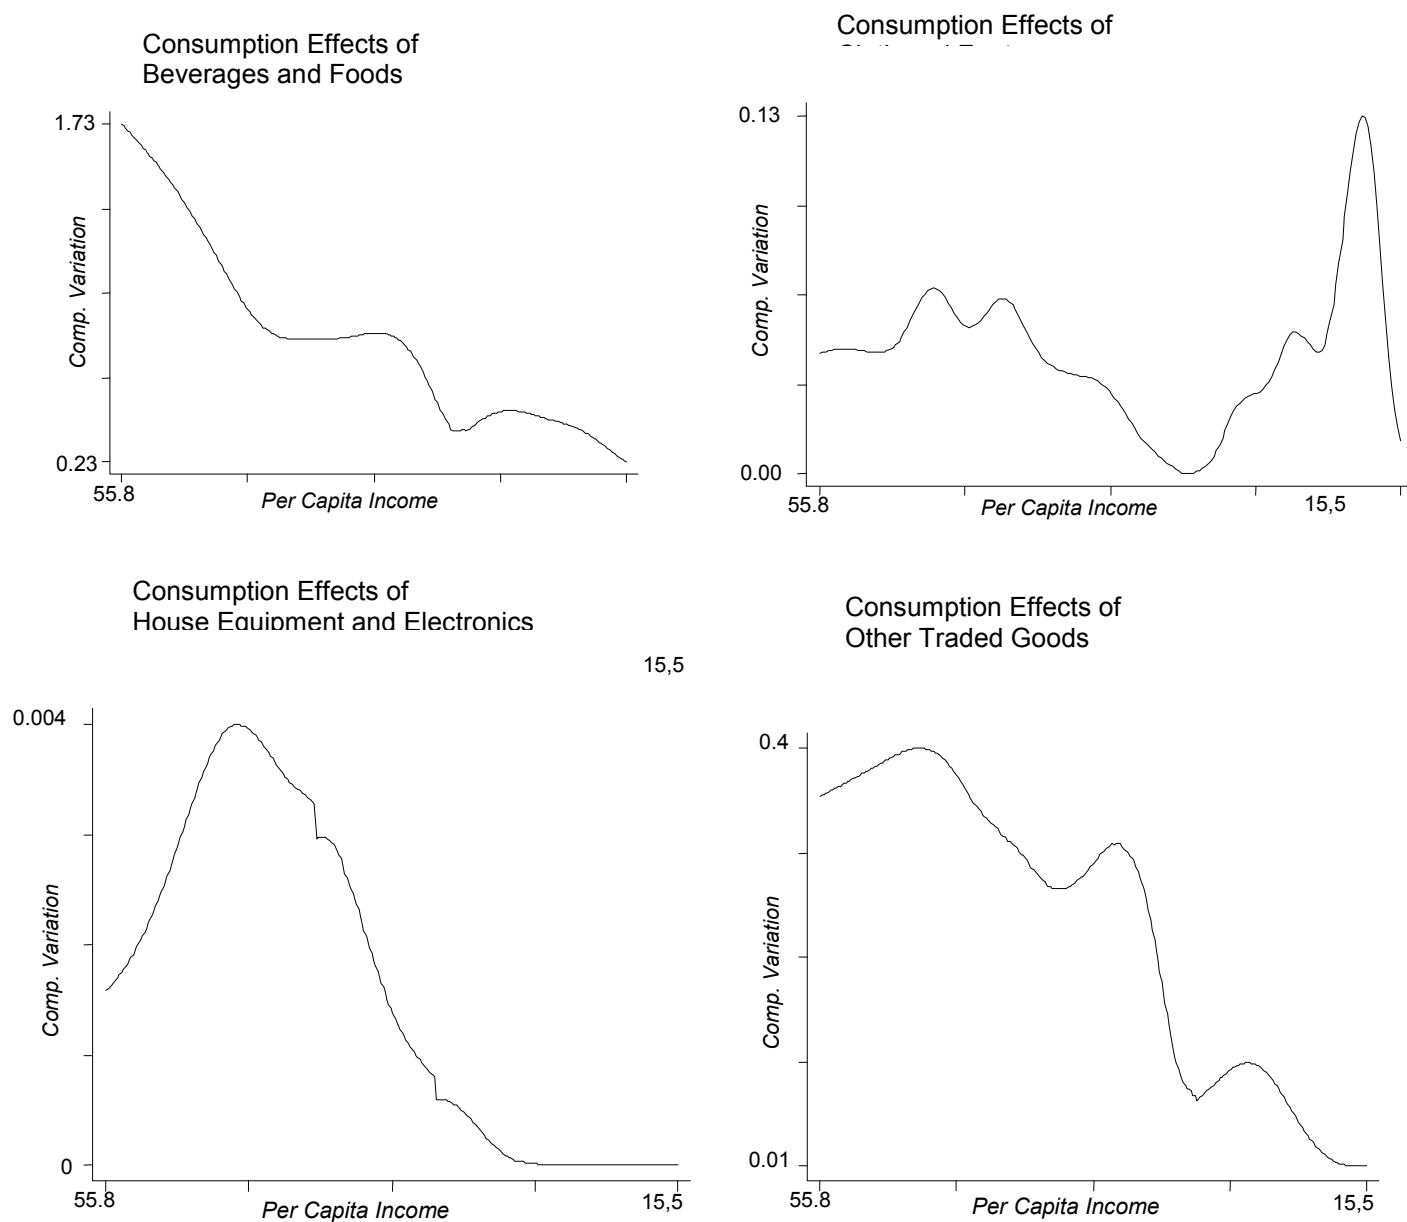 Consumption Effects of
Beverages and Foods
1.73
Comp. Variation
0.23
55.8
Per Capita Income
Consumption Effects of
0.13
Comp. Variation
0.00
55.8
Per Capita Income
15,5
Consumption Effects of
House Equipment and Electronics
15,5
0.004
Comp. Variation
0
55.8
Per Capita Income
15,5
Consumption Effects of
Other Traded Goods
0.4
Comp. Variation
0.01
55.8
Per Capita Income
15,5